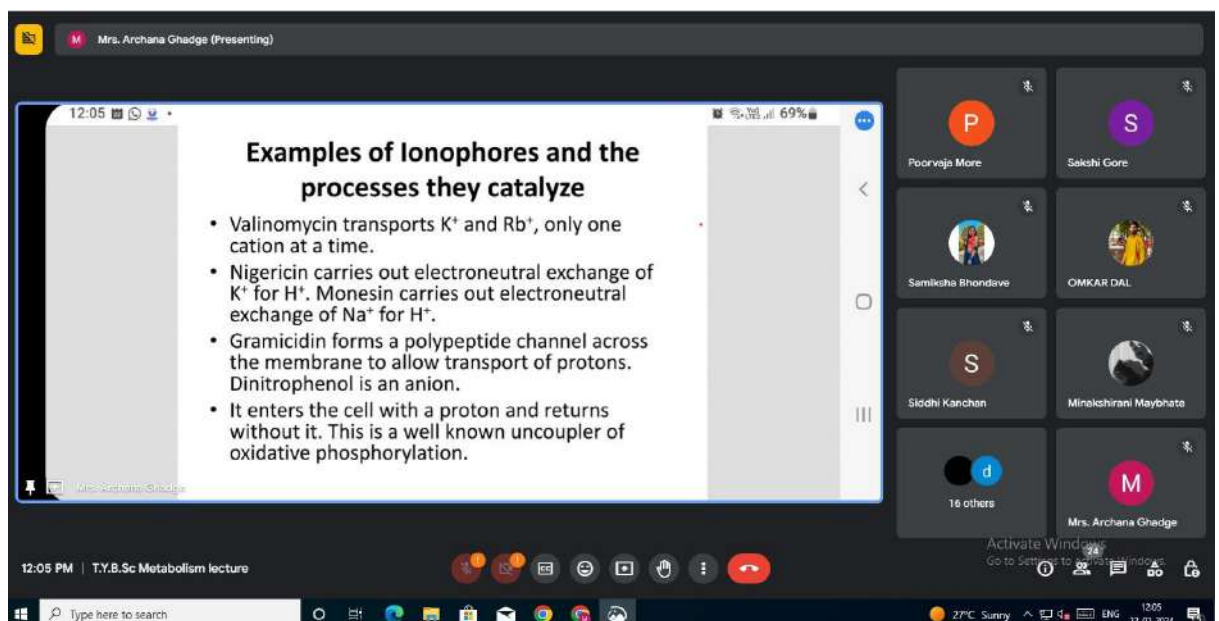 M Mrs. Archana Ghadge (Presenting)
12:05
69%
Examples of Ionophores and the
processes they catalyze
• Valinomycin transports K⁺ and Rb⁺, only one
cation at a time.
• Nigericin carries out electroneutral exchange of
K⁺ for H⁺. Monesin carries out electroneutral
exchange of Na⁺ for H⁺.
• Gramicidin forms a polypeptide channel across
the membrane to allow transport of protons.
Dinitrophenol is an anion.
• It enters the cell with a proton and returns
without it. This is a well known uncoupler of
oxidative phosphorylation.
Mrs. Archana Ghadge
P
Poorvaja More
S
Sakshi Gore
Samiksha Bhondave
OMKAR DAL
S
Siddhi Kanchan
Minakshirani Maybhate
d
16 others
M
Mrs. Archana Ghadge
Activate Windows
Go to Settings to activate Windows.
24
12:05 PM | T.Y.B.Sc Metabolism lecture
Type here to search
27°C Sunny
ENG
12:05